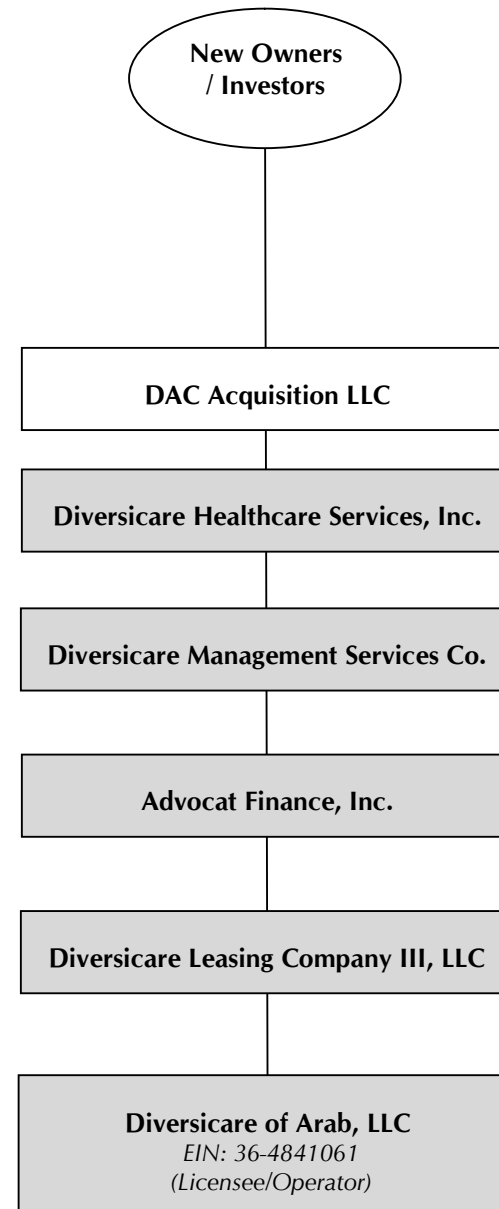 New Owners
/ Investors
DAC Acquisition LLC
Diversicare Healthcare Services, Inc.
Diversicare Management Services Co.
Advocat Finance, Inc.
Diversicare Leasing Company III, LLC
Diversicare of Arab, LLC
EIN: 36-4841061
(Licensee/Operator)